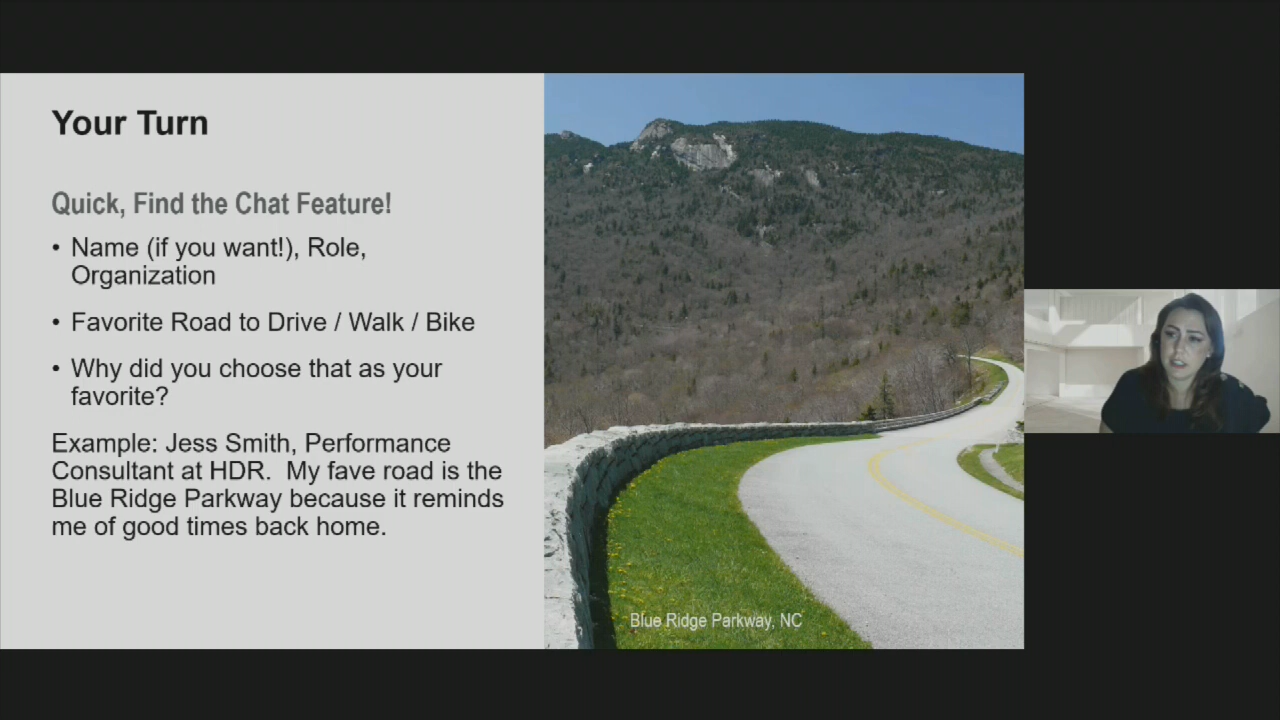 Your Turn
Quick, Find the Chat Feature!
• Name (if you want!), Role,
Organization
• Favorite Road to Drive / Walk / Bike
• Why did you choose that as your
favorite?
Example: Jess Smith, Performance
Consultant at HDR.  My fave road is the
Blue Ridge Parkway because it reminds
me of good times back home.
Blue Ridge Parkway, NC